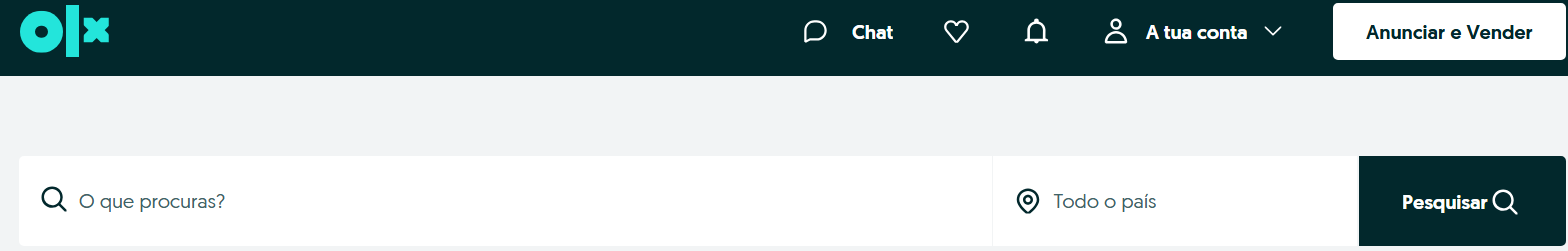 olx
Chat
A tua conta
Anunciar e Vender
O que procuras?
Todo o país
Pesquisar